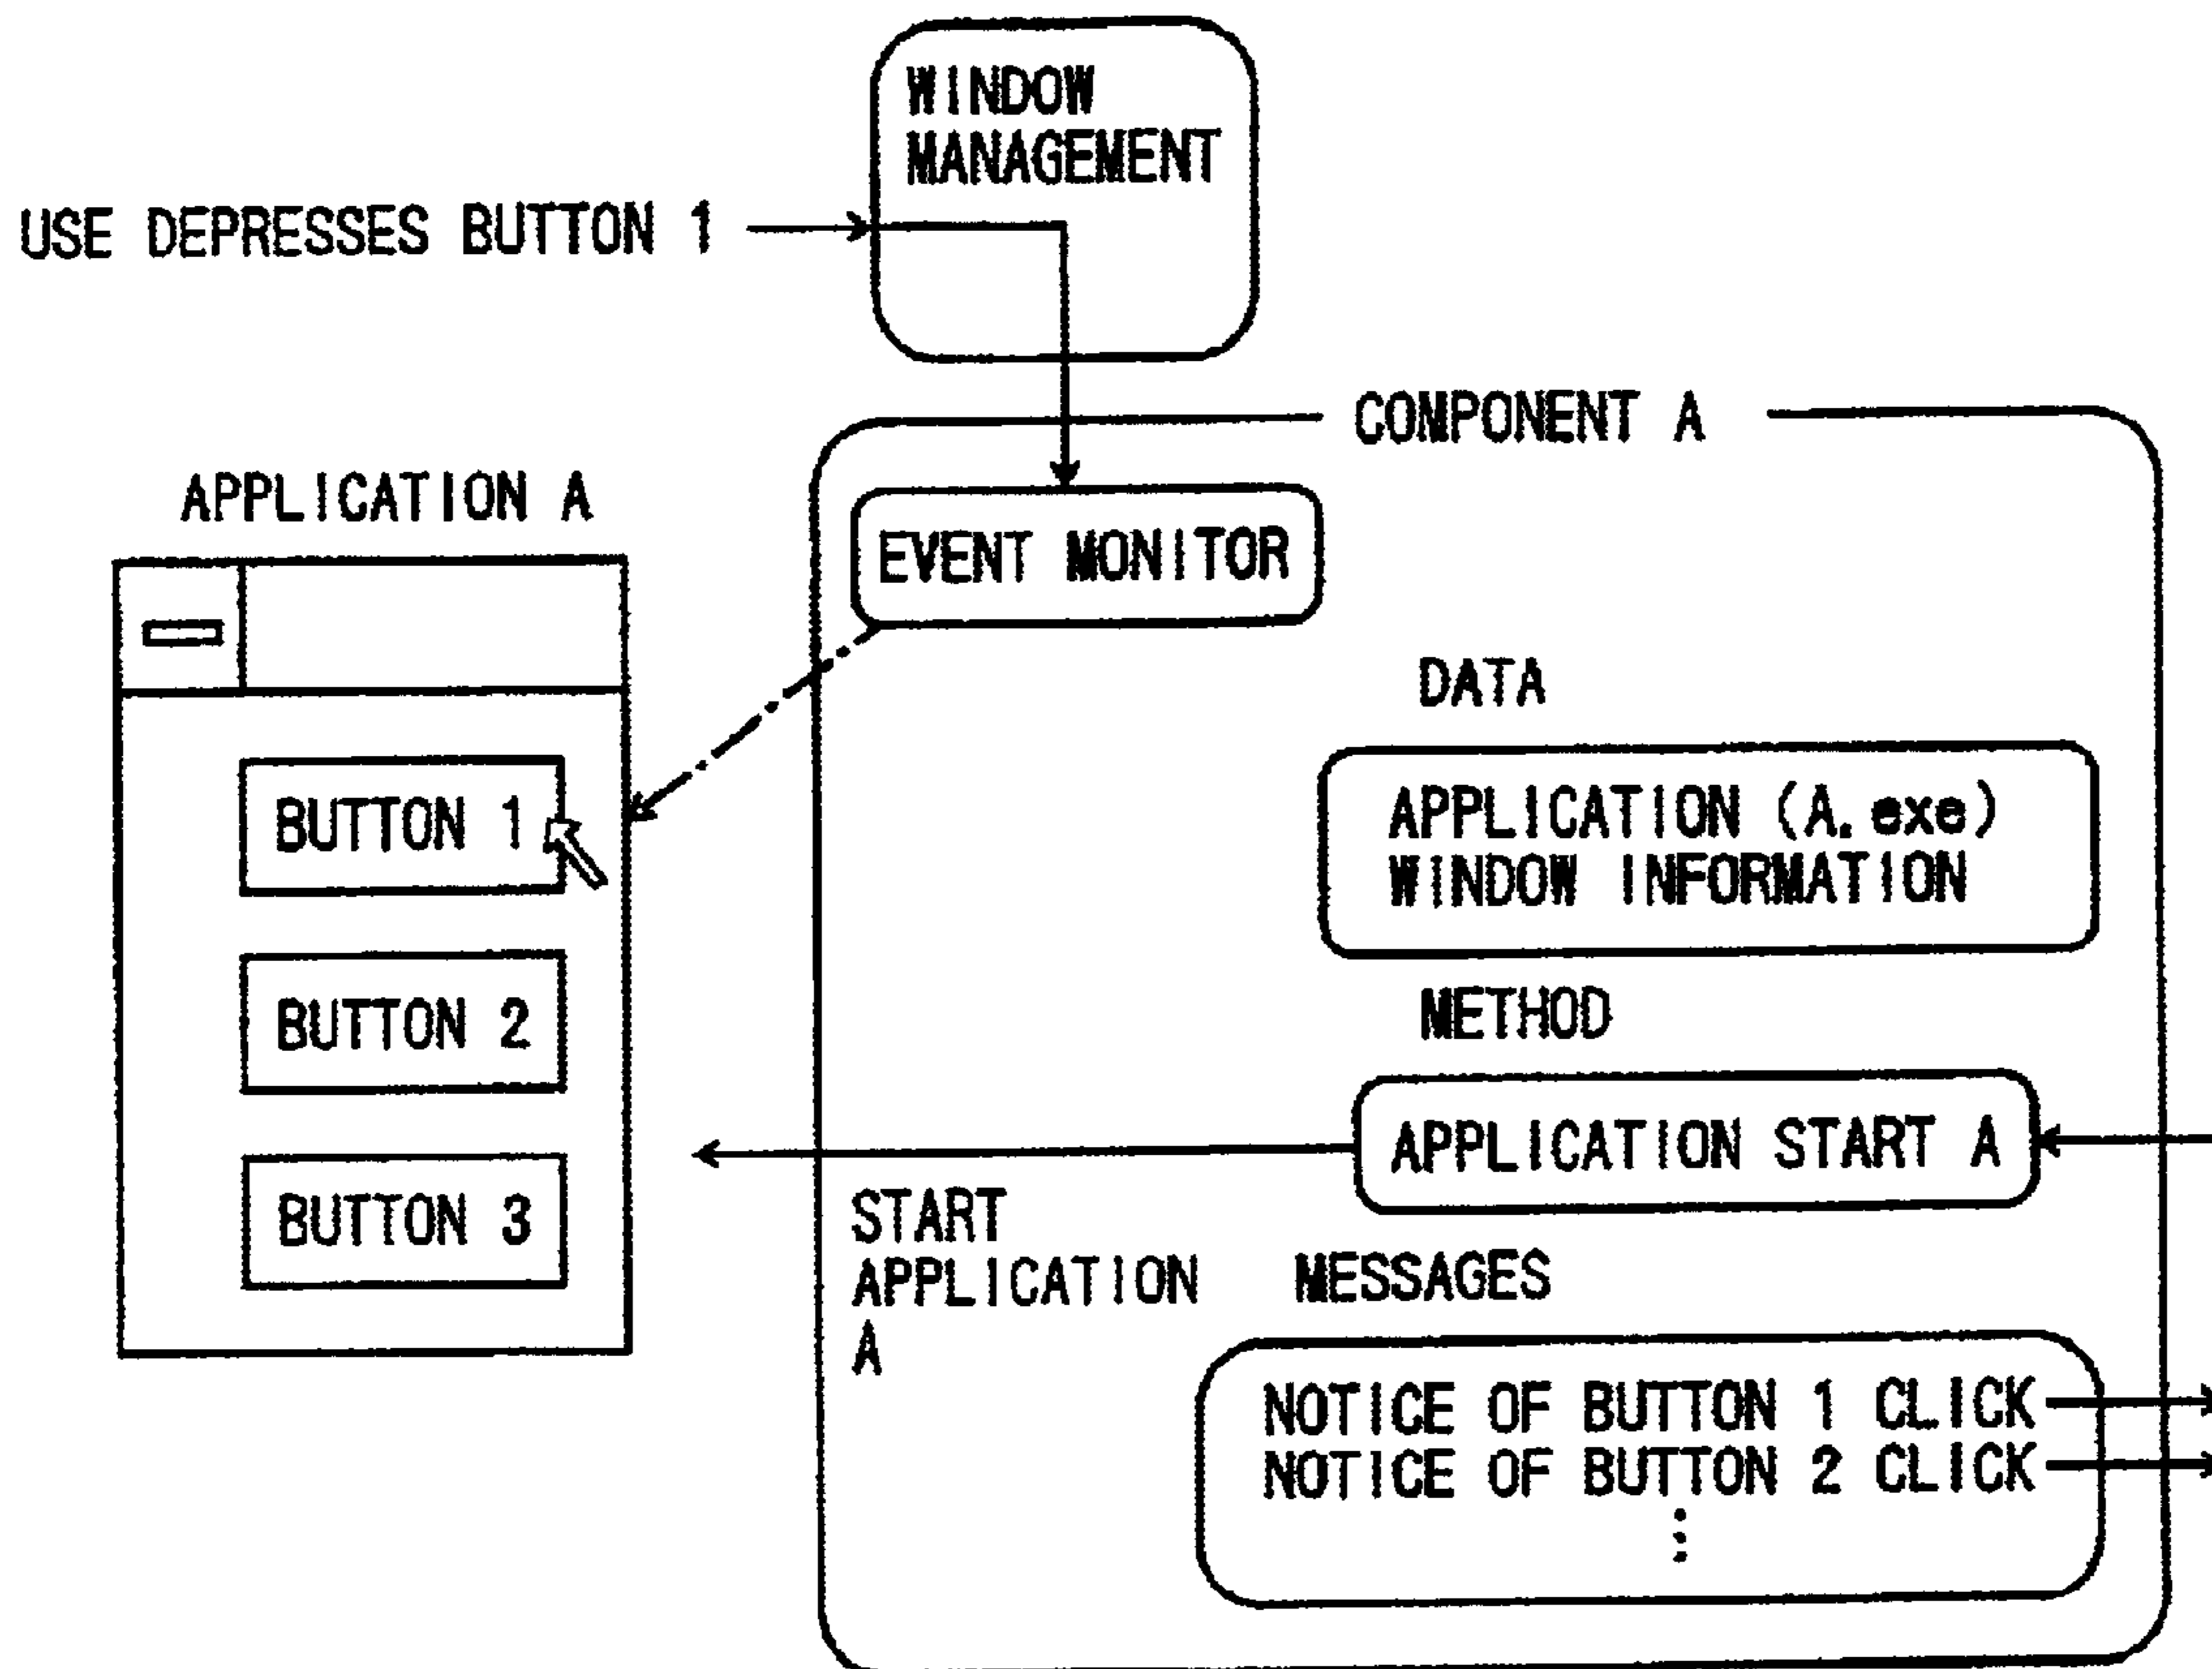 WINDOW
MANAGEMENT
USE DEPRESSES BUTTON 1
COMPONENT A
APPLICATION A
EVENT MONITOR
DATA
BUTTON 1
APPLICATION (A.exe)
WINDOW INFORMATION
BUTTON 2
METHOD
APPLICATION START A
BUTTON 3
START
APPLICATION
A
MESSAGES
NOTICE OF BUTTON 1 CLICK
NOTICE OF BUTTON 2 CLICK